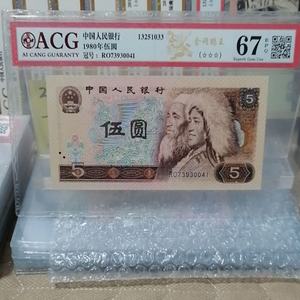 ACG
AI CANG GUARANTY
中国人民银行
1980年伍圆
冠号: RO73930041
13251033
(☆☆☆)
67
EPQ
Superb Gem Unc
中国人民银行
5
伍圆
5
RO73930041